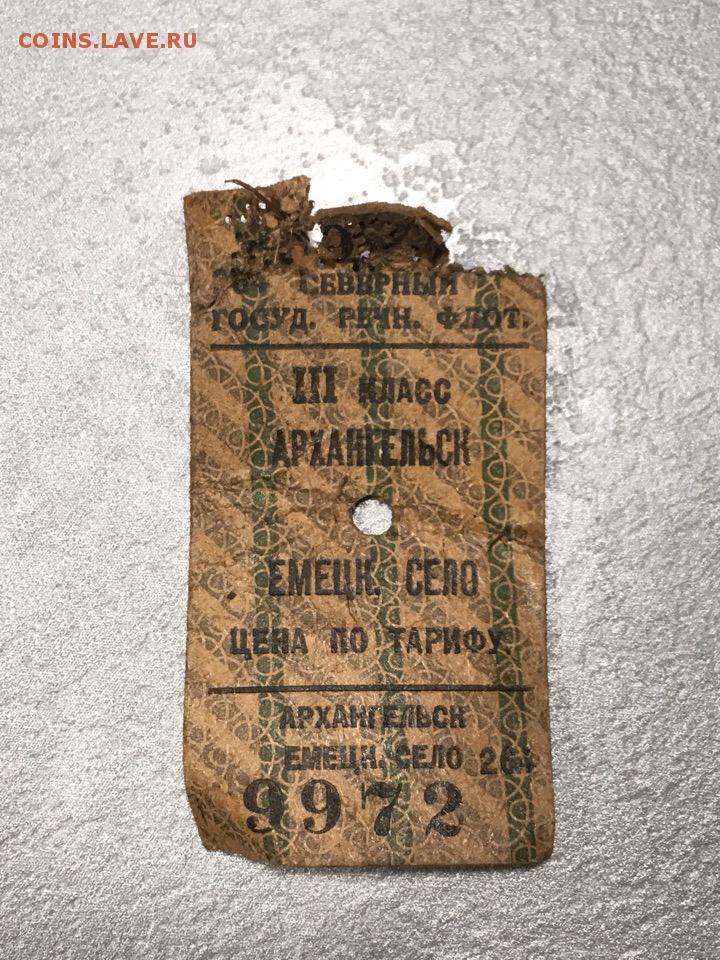 COINS.LAVE.RU
СЕВЕРНЫЙ
ГОСУД. РЕЧН. ФЛОТ.
III КЛАСС
АРХАНГЕЛЬСК
ЕМЕЦК. СЕЛО
ЦЕНА ПО ТАРИФУ.
АРХАНГЕЛЬСК
ЕМЕЦК. СЕЛО 264
9972